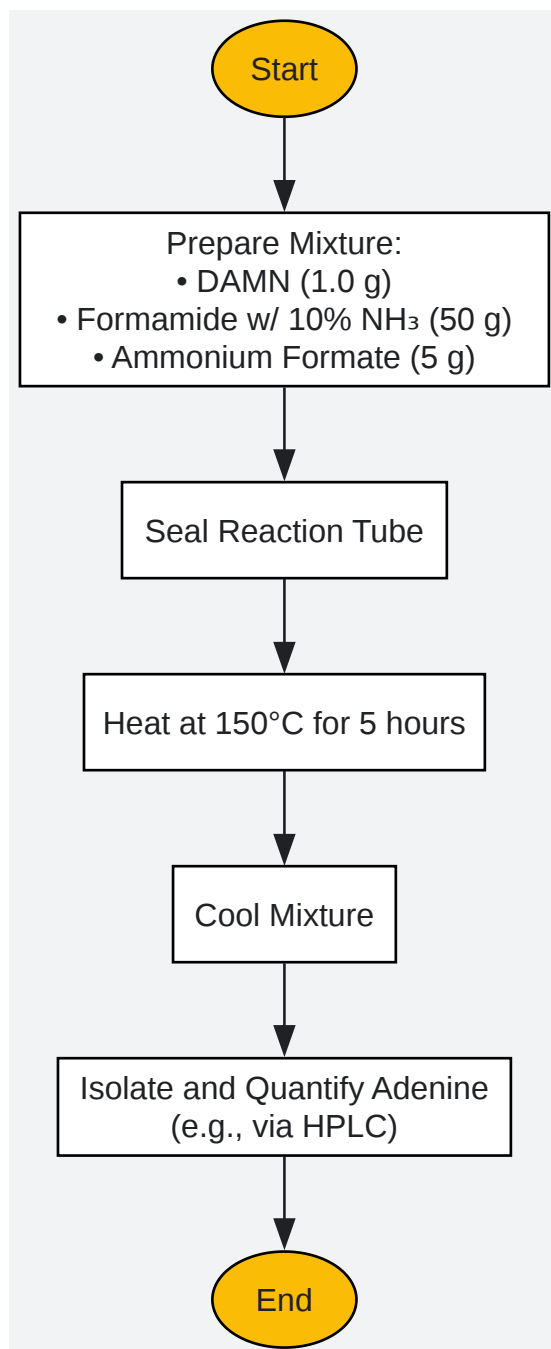 Start
Prepare Mixture:
• DAMN (1.0 g)
• Formamide w/ 10% NH₃ (50 g)
• Ammonium Formate (5 g)
Seal Reaction Tube
Heat at 150°C for 5 hours
Cool Mixture
Isolate and Quantify Adenine
(e.g., via HPLC)
End